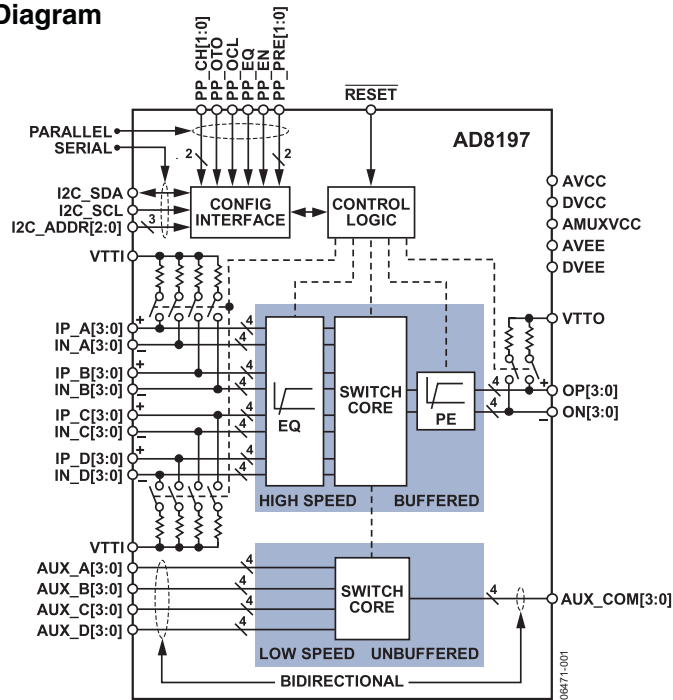 Diagram
PP_CH[1:0]
PP_OTO
PP_OCL
PP_EQ
PP_EN
PP_PRE[1:0]
RESET
PARALLEL
SERIAL
AD8197
2
2
I2C_SDA
I2C_SCL
I2C_ADDR[2:0]
3
CONFIG
INTERFACE
CONTROL
LOGIC
AVCC
DVCC
AMUXVCC
AVEE
DVEE
VTTI
+
IP_A[3:0]
4
IN_A[3:0]
4
–
+
IP_B[3:0]
4
IN_B[3:0]
4
–
+
IP_C[3:0]
4
IN_C[3:0]
4
–
+
IP_D[3:0]
4
IN_D[3:0]
4
–
EQ
SWITCH
CORE
PE
HIGH SPEED
BUFFERED
VTTO
+
4
OP[3:0]
4
ON[3:0]
–
VTTI
AUX_A[3:0]
4
AUX_B[3:0]
4
AUX_C[3:0]
4
AUX_D[3:0]
4
SWITCH
CORE
4
AUX_COM[3:0]
LOW SPEED
UNBUFFERED
BIDIRECTIONAL
06471-001